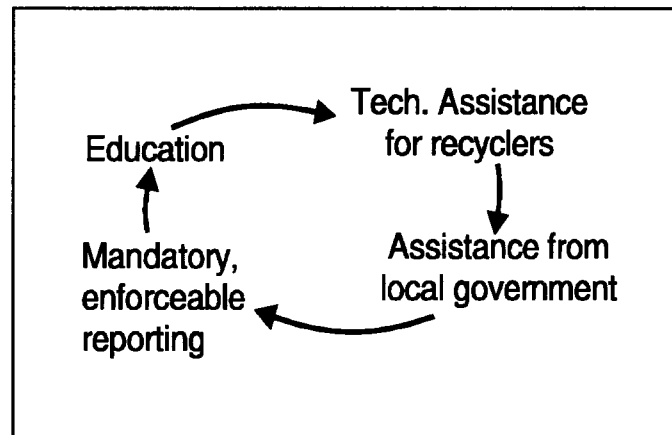 Education
Tech. Assistance
for recyclers
Assistance from
local government
Mandatory,
enforceable
reporting